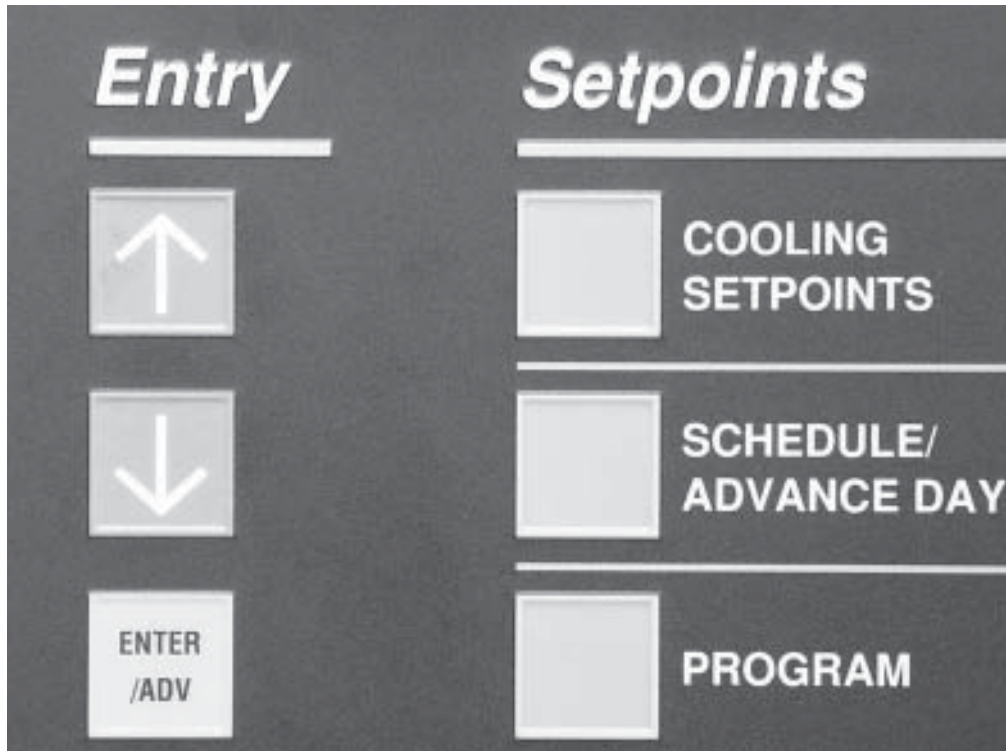 Entry
↑
↓
ENTER
/ADV
Setpoints
COOLING
SETPOINTS
SCHEDULE/
ADVANCE DAY
PROGRAM